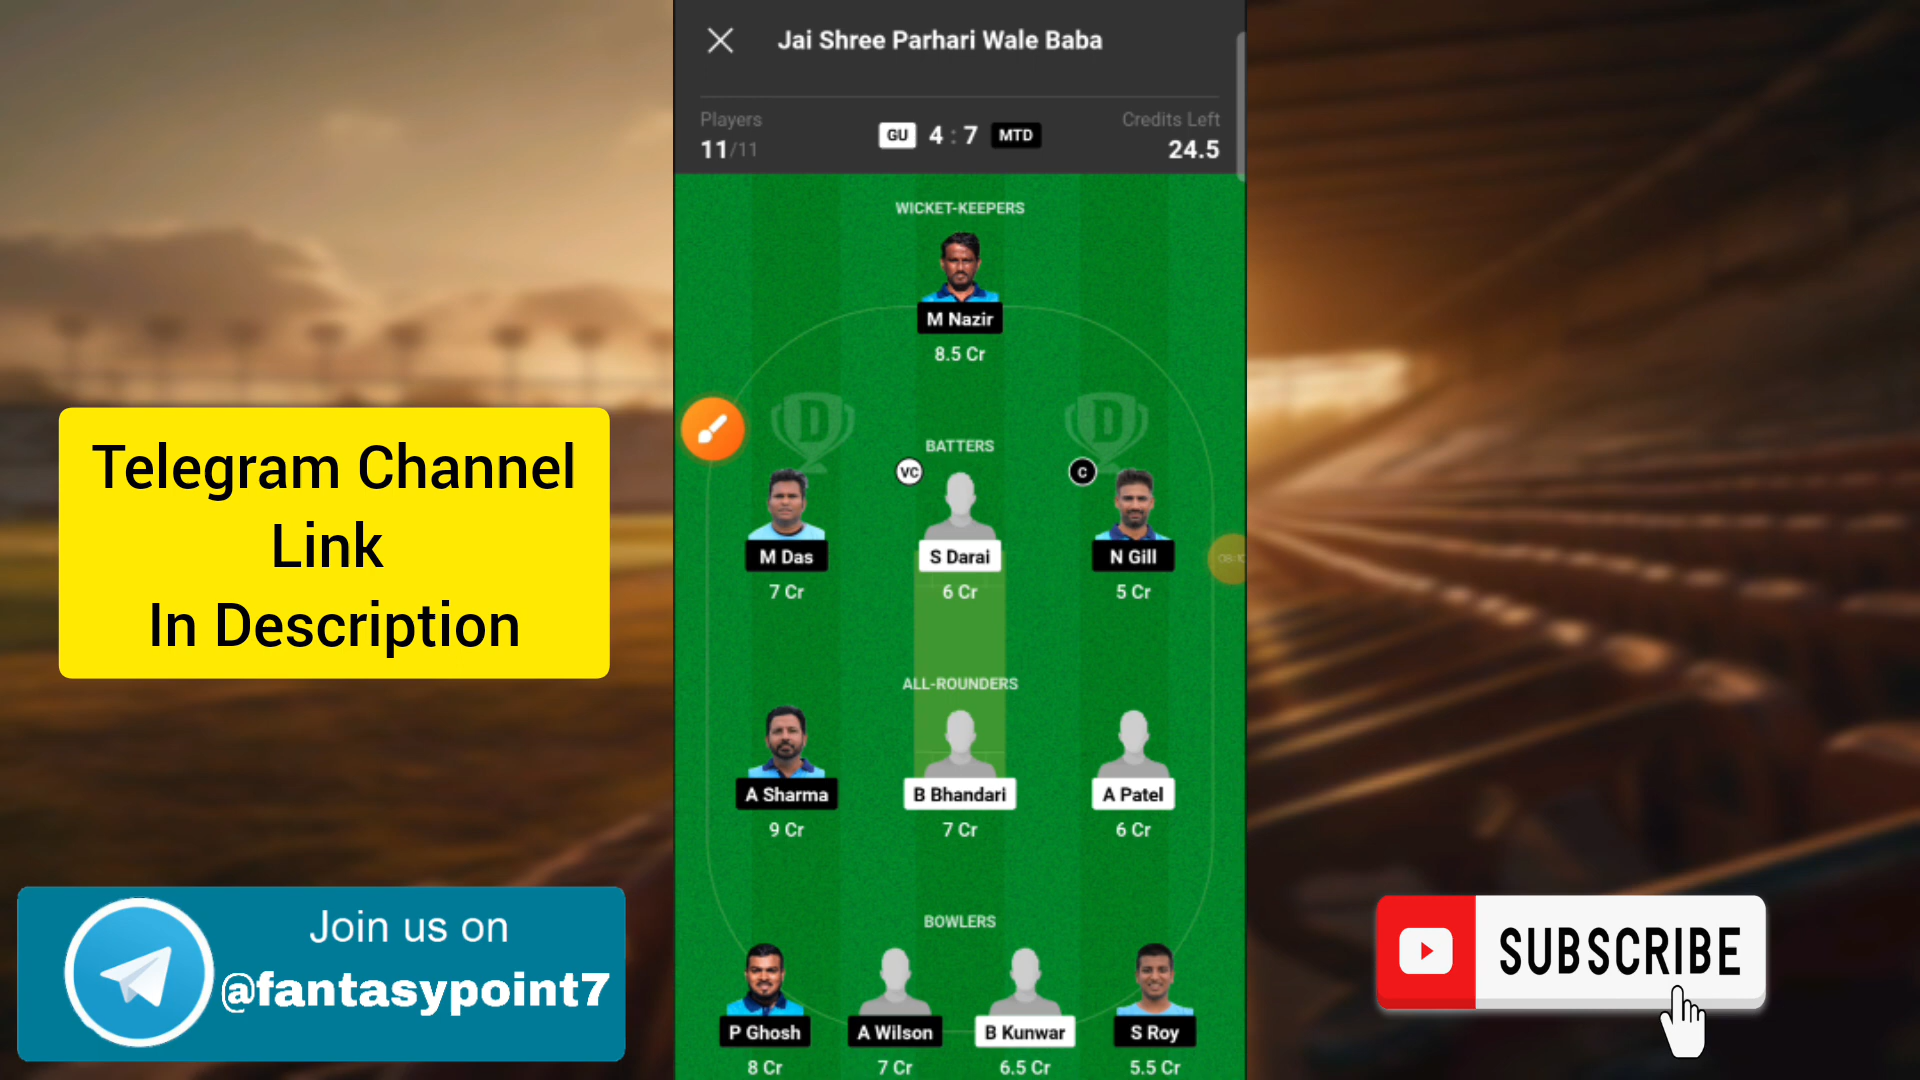 Jai Shree Parhari Wale Baba
Players
11/11
GU 4 : 7 MTD
Credits Left
24.5
WICKET-KEEPERS
M Nazir
8.5 Cr
D D
BATTERS
VC C
M Das S Darai N Gill
7 Cr 6 Cr 5 Cr
ALL-ROUNDERS
A Sharma B Bhandari A Patel
9 Cr 7 Cr 6 Cr
BOWLERS
P Ghosh A Wilson B Kunwar S Roy
8 Cr 7 Cr 6.5 Cr 5.5 Cr
Telegram Channel
Link
In Description
Join us on
@fantasypoint7
SUBSCRIBE